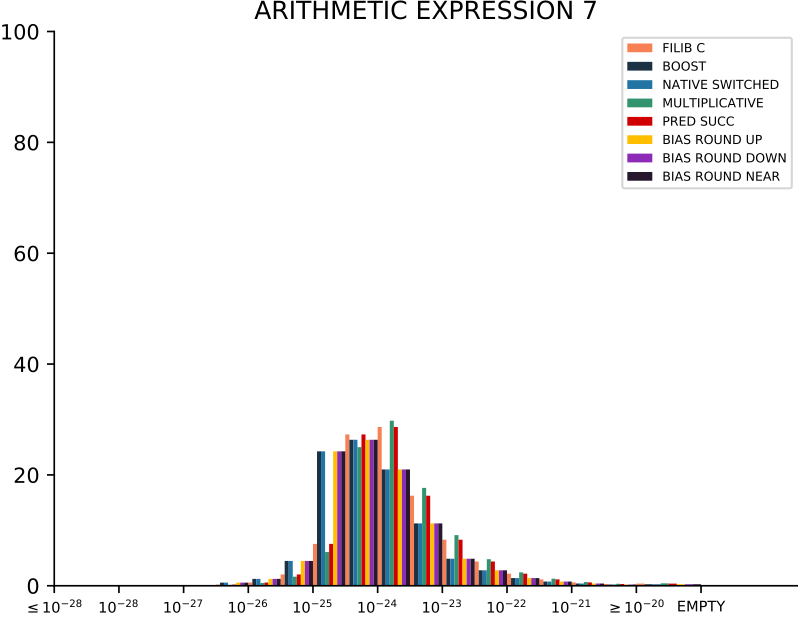 ARITHMETIC EXPRESSION 7
100
80
60
40
20
0
FILIB C
BOOST
NATIVE SWITCHED
MULTIPLICATIVE
PRED SUCC
BIAS ROUND UP
BIAS ROUND DOWN
BIAS ROUND NEAR
≤ 10⁻²⁸ 10⁻²⁸ 10⁻²⁷ 10⁻²⁶ 10⁻²⁵ 10⁻²⁴ 10⁻²³ 10⁻²² 10⁻²¹ ≥ 10⁻²⁰ EMPTY